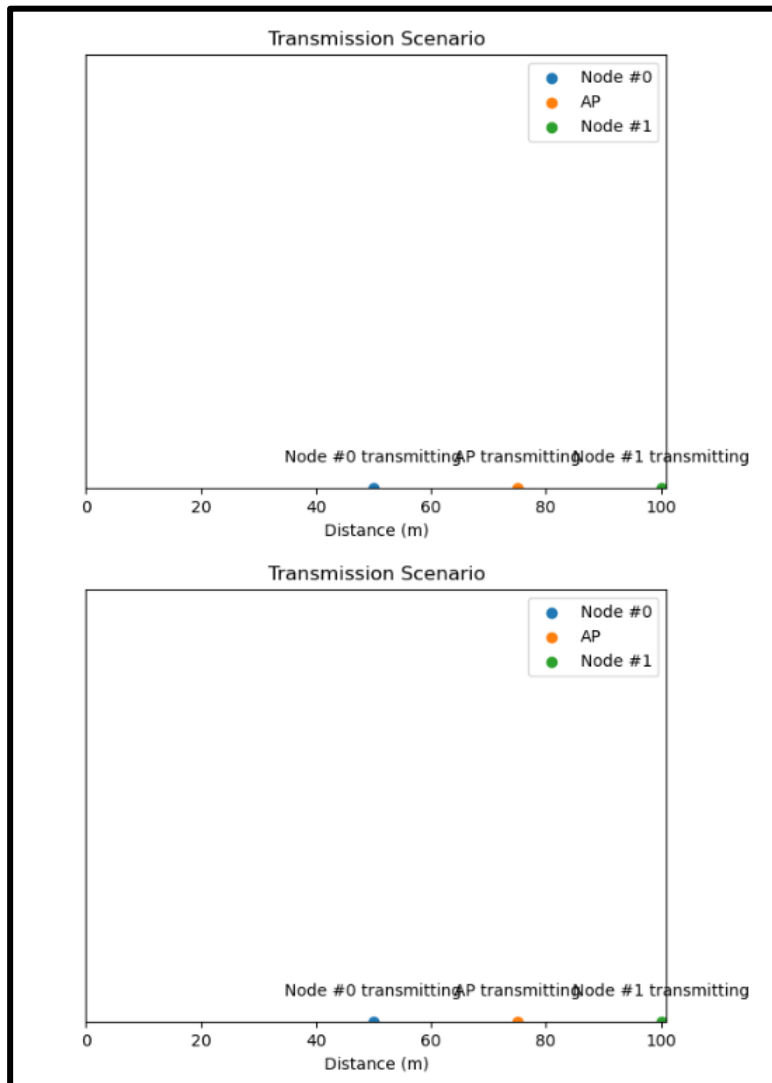 Transmission Scenario
Node #0
AP
Node #1
Node #0 transmitting AP transmitting Node #1 transmitting
0 20 40 60 80 100
Distance (m)
Transmission Scenario
Node #0
AP
Node #1
Node #0 transmitting AP transmitting Node #1 transmitting
0 20 40 60 80 100
Distance (m)